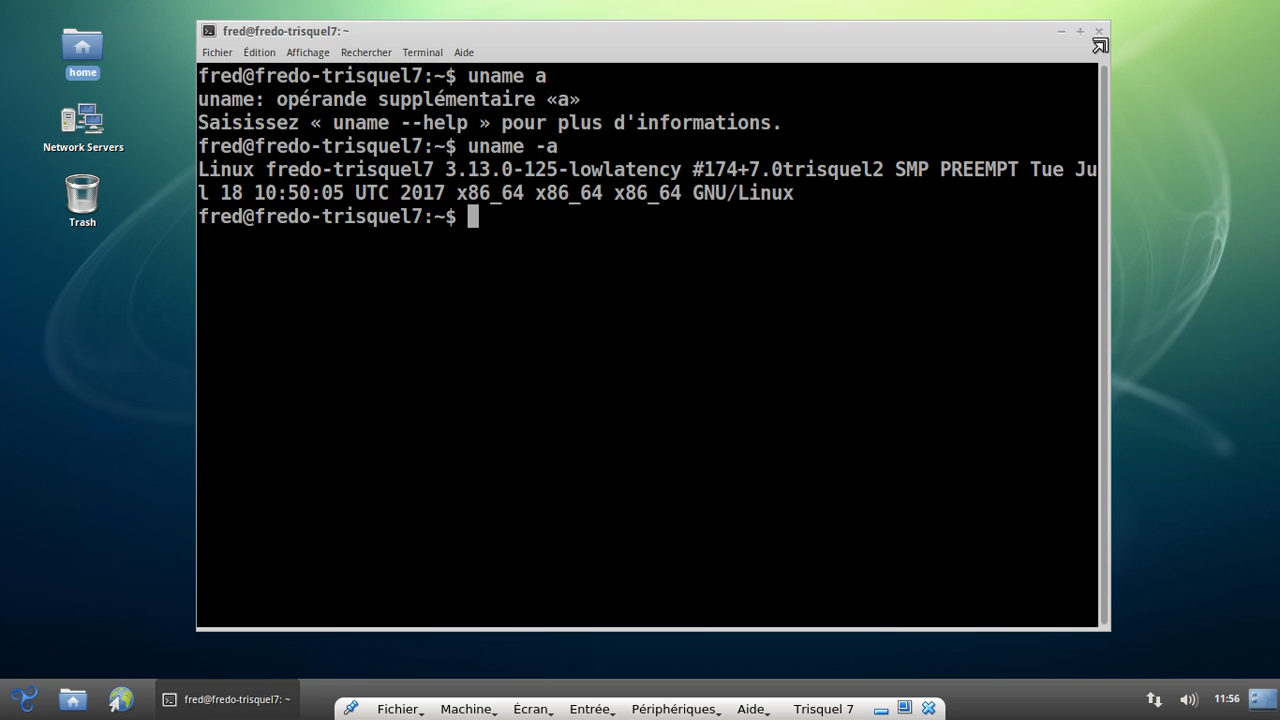 fred@fredo-trisquel7: ~
Fichier Édition Affichage Rechercher Terminal Aide
home
Network Servers
Trash
fred@fredo-trisquel7:~$ uname a
uname: opérande supplémentaire «a»
Saisissez « uname --help » pour plus d'informations.
fred@fredo-trisquel7:~$ uname -a
Linux fredo-trisquel7 3.13.0-125-lowlatency #174+7.0trisquel2 SMP PREEMPT Tue Ju
l 18 10:50:05 UTC 2017 x86_64 x86_64 x86_64 GNU/Linux
fred@fredo-trisquel7:~$
fred@fredo-trisquel7: ~
11:56
Fichier Machine Écran Entrée Périphériques Aide Trisquel 7